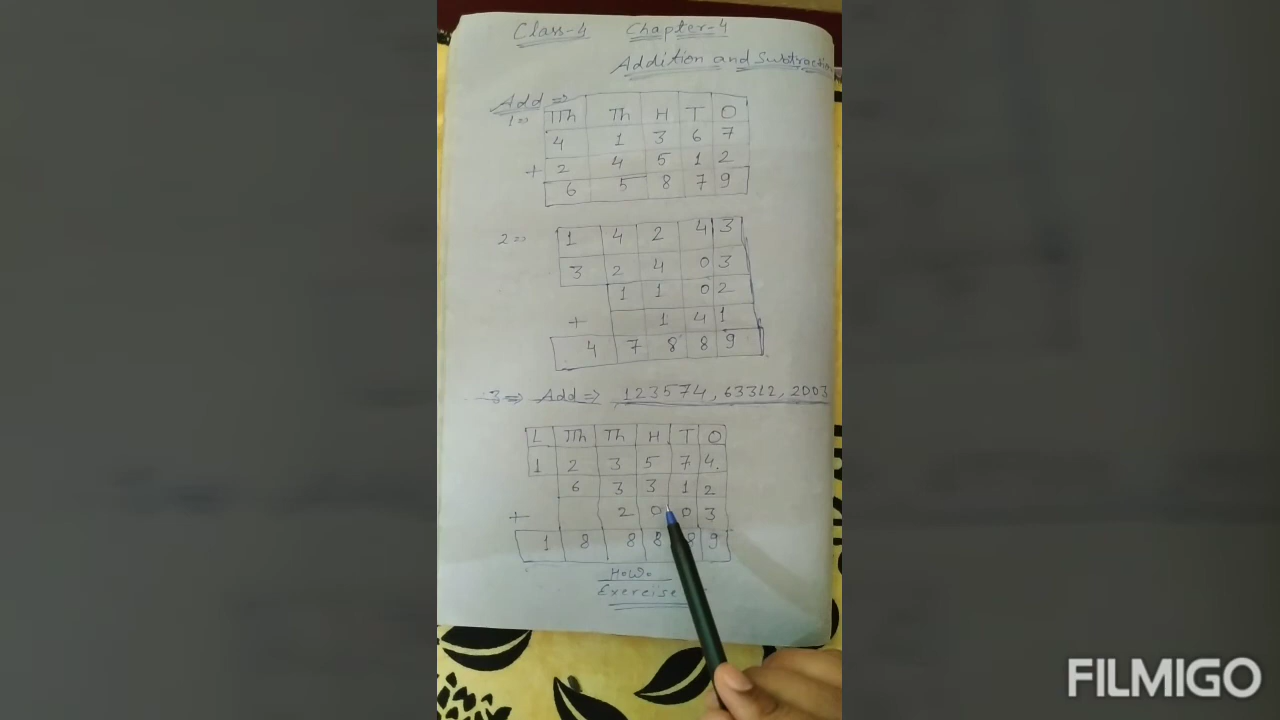 Class-4 Chapter-4
Addition and Subtraction
Add ⇒
1⇒ TTh Th H T O
4 1 3 6 7
+ 2 4 5 1 2
6 5 8 7 9
2⇒ 1 4 2 4 3
3 2 4 0 3
1 1 0 2
+ 1 4 1
4 7 8 8 9
3⇒ Add ⇒ 123574, 63312, 2003
L TTh Th H T O
1 2 3 5 7 4.
6 3 3 1 2
+ 2 0 0 3
1 8 8 8 8 9
H.W.
Exercise
FILMIGO